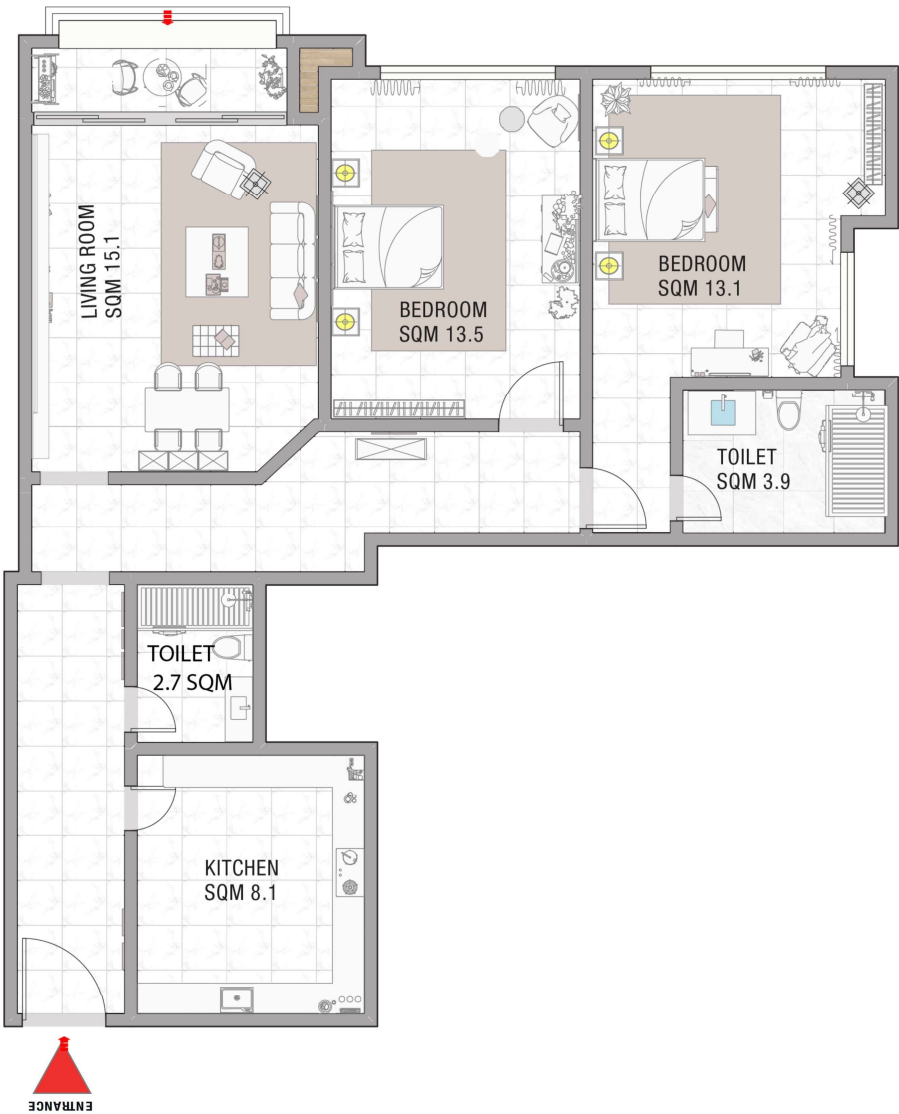 LIVING ROOM
SQM 15.1
BEDROOM
SQM 13.5
BEDROOM
SQM 13.1
TOILET
SQM 3.9
TOILET
2.7 SQM
KITCHEN
SQM 8.1
ENTRANCE